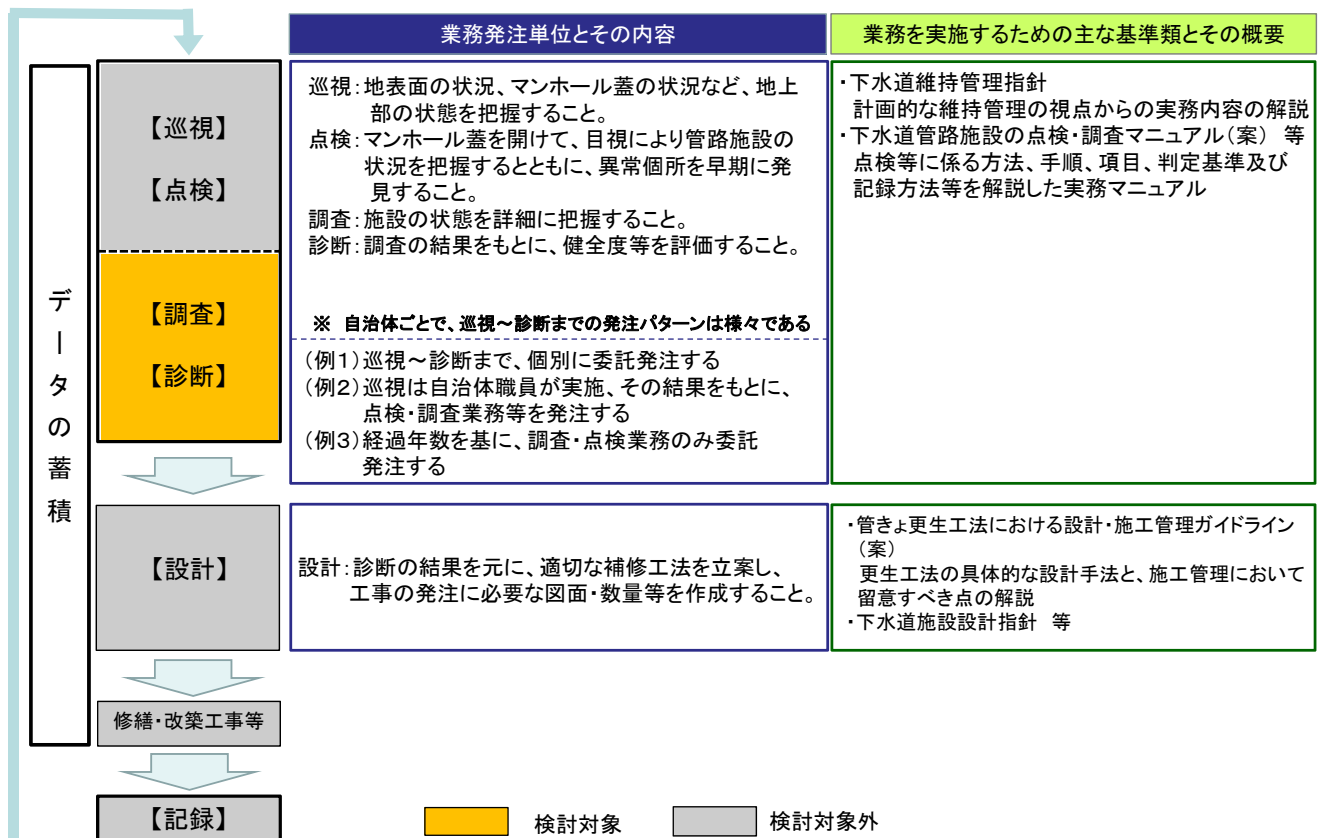 業務発注単位とその内容
業務を実施するための主な基準類とその概要
データの蓄積
【巡視】
【点検】
【調査】
【診断】
巡視：地表面の状況、マンホール蓋の状況など、地上
部の状態を把握すること。
点検：マンホール蓋を開けて、目視により管路施設の
状況を把握するとともに、異常個所を早期に発
見すること。
調査：施設の状態を詳細に把握すること。
診断：調査の結果をもとに、健全度等を評価すること。
※ 自治体ごとで、巡視～診断までの発注パターンは様々である
（例１）巡視～診断まで、個別に委託発注する
（例２）巡視は自治体職員が実施、その結果をもとに、
点検・調査業務等を発注する
（例３）経過年数を基に、調査・点検業務のみ委託
発注する
・下水道維持管理指針
計画的な維持管理の視点からの実務内容の解説
・下水道管路施設の点検・調査マニュアル（案） 等
点検等に係る方法、手順、項目、判定基準及び
記録方法等を解説した実務マニュアル
【設計】
設計：診断の結果を元に、適切な補修工法を立案し、
工事の発注に必要な図面・数量等を作成すること。
・管きょ更生工法における設計・施工管理ガイドライン
（案）
更生工法の具体的な設計手法と、施工管理において
留意すべき点の解説
・下水道施設設計指針 等
修繕・改築工事等
【記録】
検討対象
検討対象外